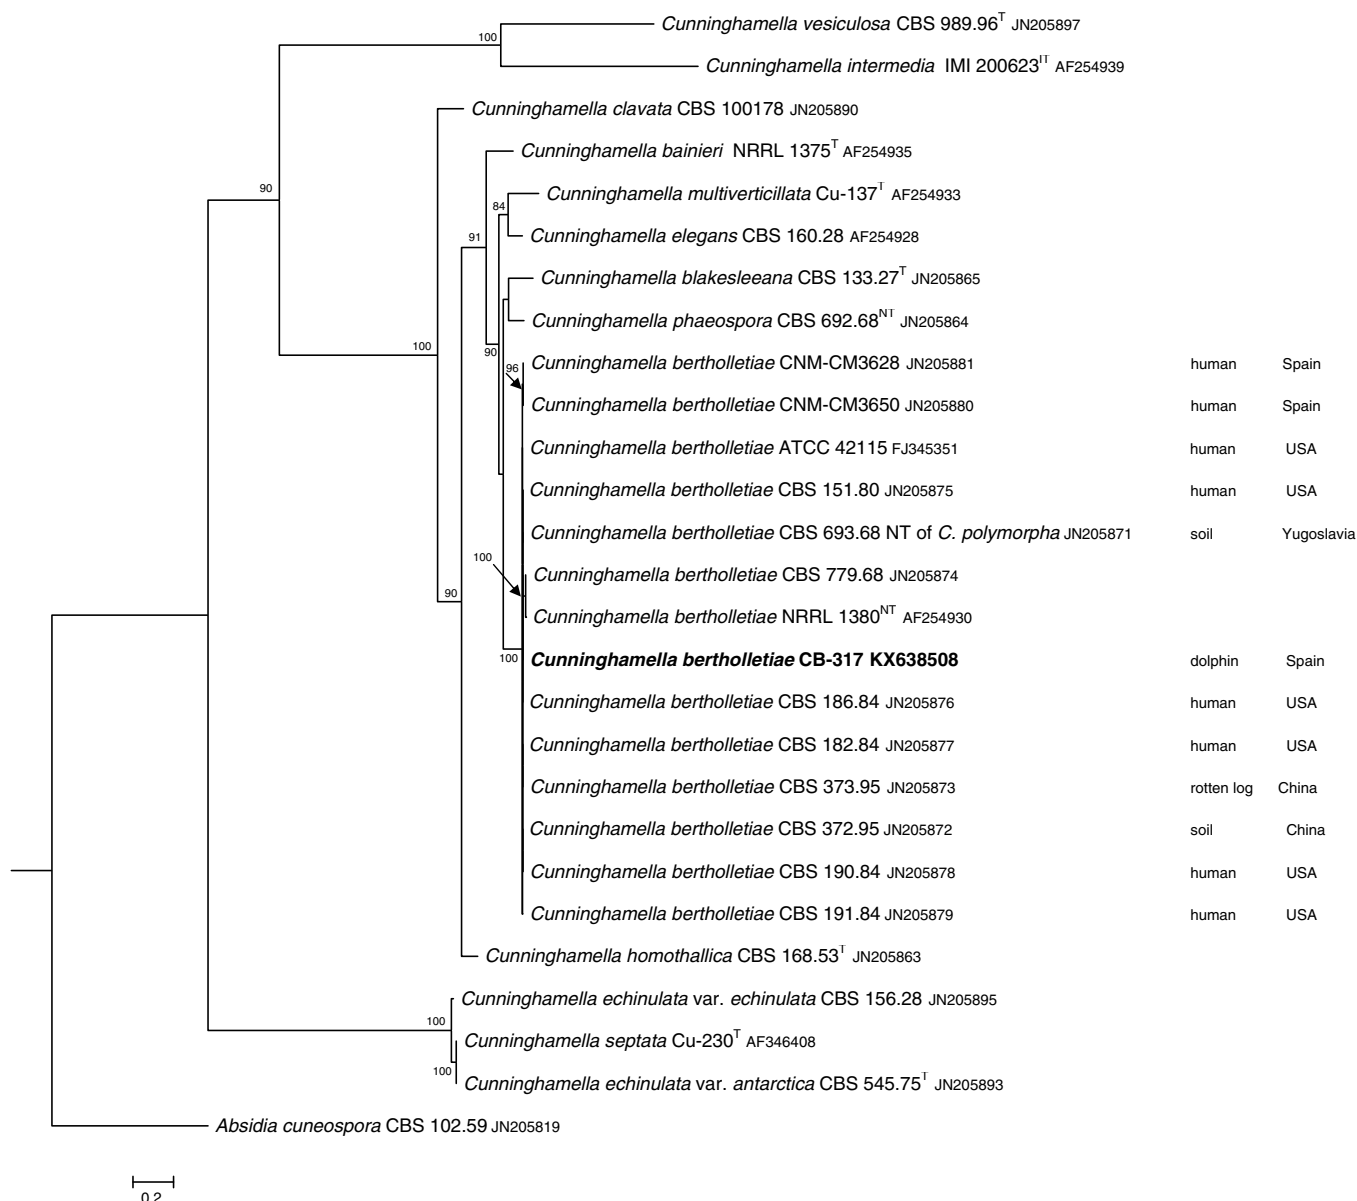 Cunninghamella vesiculosa CBS 989.96T JN205897
100
Cunninghamella intermedia IMI 200623IT AF254939
Cunninghamella clavata CBS 100178 JN205890
Cunninghamella bainieri NRRL 1375T AF254935
90
Cunninghamella multiverticillata Cu-137T AF254933
84
91
Cunninghamella elegans CBS 160.28 AF254928
Cunninghamella blakesleeana CBS 133.27T JN205865
Cunninghamella phaeospora CBS 692.68NT JN205864
100
90
96
Cunninghamella bertholletiae CNM-CM3628 JN205881 human Spain
Cunninghamella bertholletiae CNM-CM3650 JN205880 human Spain
Cunninghamella bertholletiae ATCC 42115 FJ345351 human USA
Cunninghamella bertholletiae CBS 151.80 JN205875 human USA
Cunninghamella bertholletiae CBS 693.68 NT of C. polymorpha JN205871 soil Yugoslavia
100
Cunninghamella bertholletiae CBS 779.68 JN205874
90
Cunninghamella bertholletiae NRRL 1380NT AF254930
100
Cunninghamella bertholletiae CB-317 KX638508 dolphin Spain
Cunninghamella bertholletiae CBS 186.84 JN205876 human USA
Cunninghamella bertholletiae CBS 182.84 JN205877 human USA
Cunninghamella bertholletiae CBS 373.95 JN205873 rotten log China
Cunninghamella bertholletiae CBS 372.95 JN205872 soil China
Cunninghamella bertholletiae CBS 190.84 JN205878 human USA
Cunninghamella bertholletiae CBS 191.84 JN205879 human USA
Cunninghamella homothallica CBS 168.53T JN205863
Cunninghamella echinulata var. echinulata CBS 156.28 JN205895
100
Cunninghamella septata Cu-230T AF346408
100
Cunninghamella echinulata var. antarctica CBS 545.75T JN205893
Absidia cuneospora CBS 102.59 JN205819
0.2